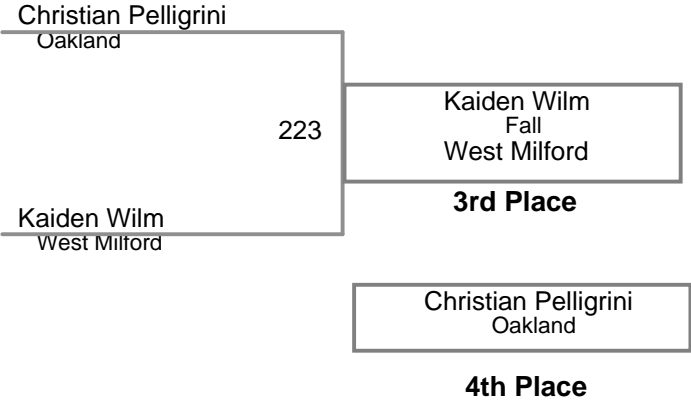 Christian Pelligrini
Oakland
223
Kaiden Wilm
Fall
West Milford
3rd Place
Kaiden Wilm
West Milford
Christian Pelligrini
Oakland
4th Place